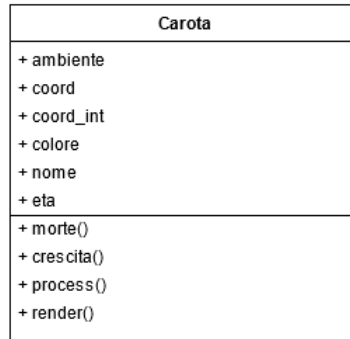 Carota
+ ambiente
+ coord
+ coord_int
+ colore
+ nome
+ eta
+ morte()
+ crescita()
+ process()
+ render()